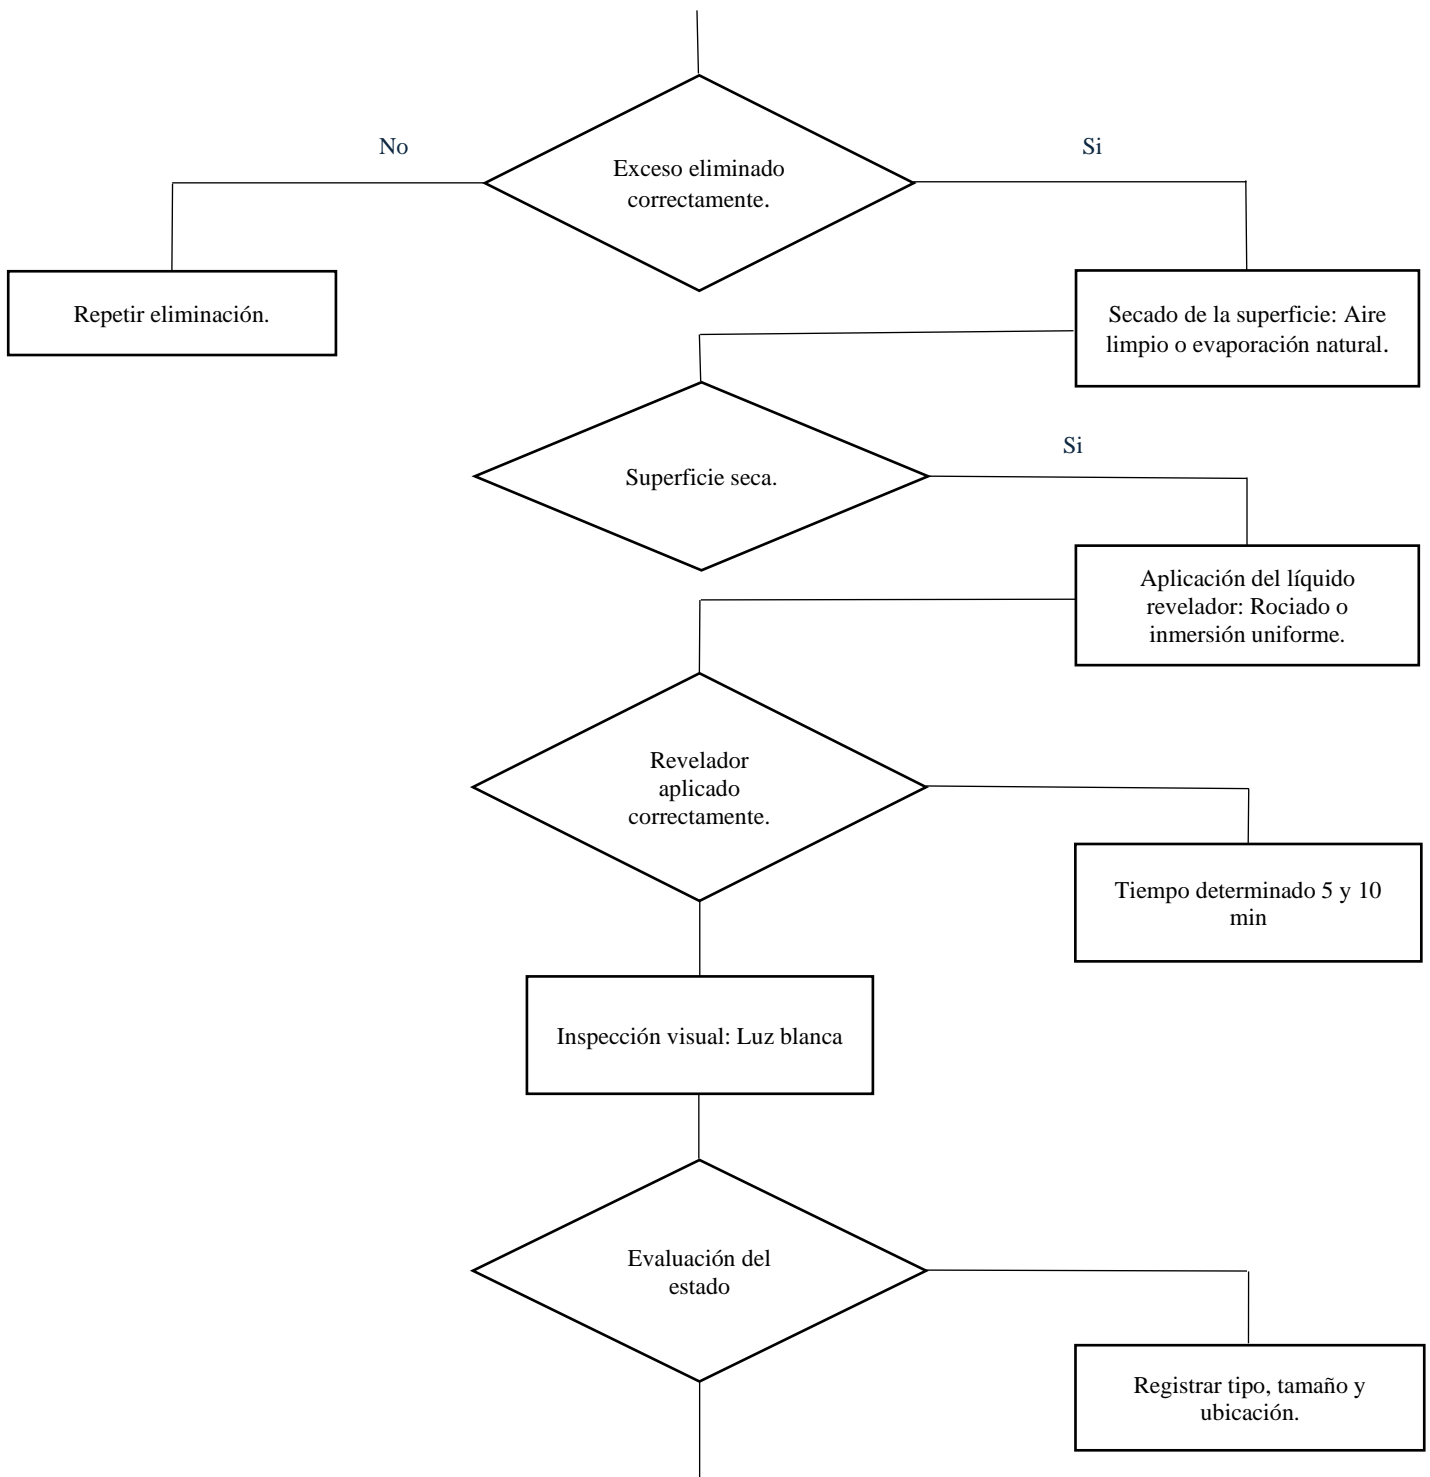 No
Si
Exceso eliminado
correctamente.
Repetir eliminación.
Secado de la superficie: Aire
limpio o evaporación natural.
Si
Superficie seca.
Aplicación del líquido
revelador: Rociado o
inmersión uniforme.
Revelador
aplicado
correctamente.
Tiempo determinado 5 y 10
min
Inspección visual: Luz blanca
Evaluación del
estado
Registrar tipo, tamaño y
ubicación.